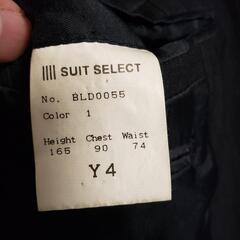 SUIT SELECT
No. BLD0055
Color 1
Height Chest Waist
165 90 74
Y4